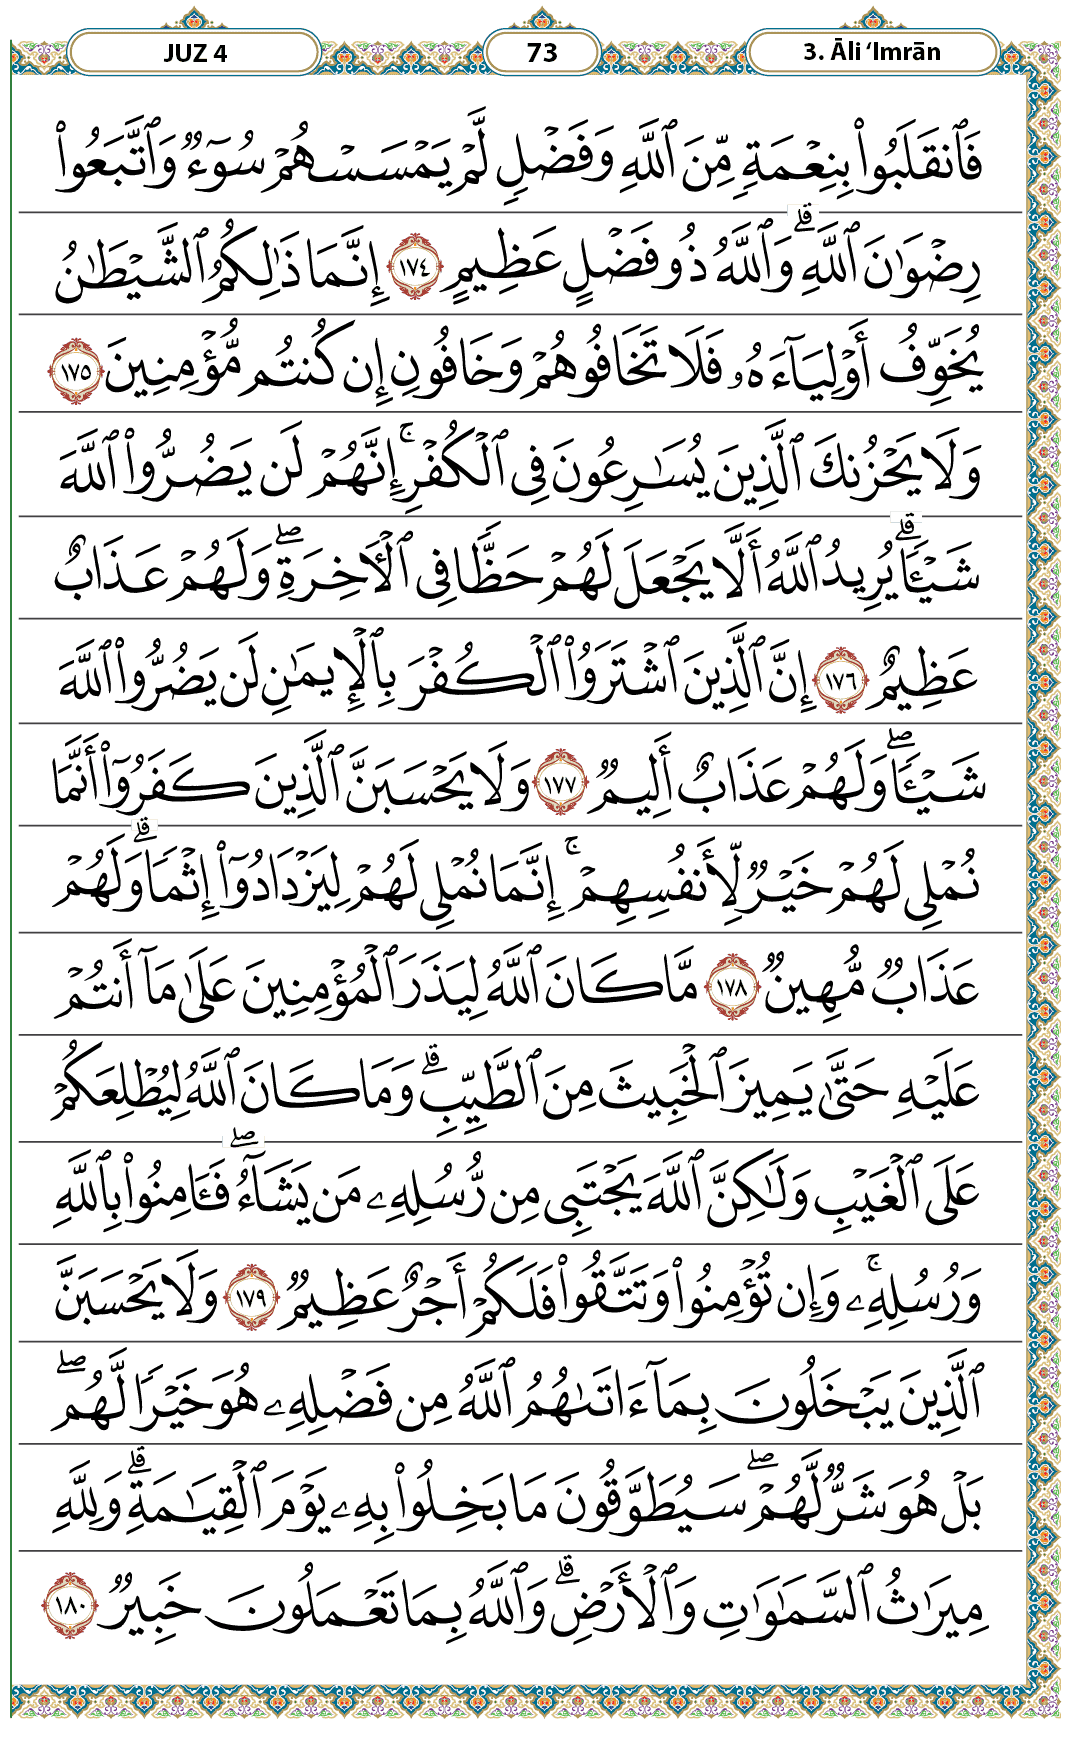 JUZ 4 73 3. Āli ‘Imrān
فَٱنقَلَبُوا۟ بِنِعْمَةٍ مِّنَ ٱللَّهِ وَفَضْلٍ لَّمْ يَمْسَسْهُمْ سُوٓءٌ وَٱتَّبَعُوا۟
رِضْوَٰنَ ٱللَّهِ ۗ وَٱللَّهُ ذُو فَضْلٍ عَظِيمٍ ١٧٤ إِنَّمَا ذَٰلِكُمُ ٱلشَّيْطَٰنُ
يُخَوِّفُ أَوْلِيَآءَهُۥ فَلَا تَخَافُوهُمْ وَخَافُونِ إِن كُنتُم مُّؤْمِنِينَ ١٧٥
وَلَا يَحْزُنكَ ٱلَّذِينَ يُسَٰرِعُونَ فِى ٱلْكُفْرِ ۚ إِنَّهُمْ لَن يَضُرُّوا۟ ٱللَّهَ
شَيْـًٔا ۗ يُرِيدُ ٱللَّهُ أَلَّا يَجْعَلَ لَهُمْ حَظًّا فِى ٱلْـَٔاخِرَةِ ۖ وَلَهُمْ عَذَابٌ
عَظِيمٌ ١٧٦ إِنَّ ٱلَّذِينَ ٱشْتَرَوُا۟ ٱلْكُفْرَ بِٱلْإِيمَٰنِ لَن يَضُرُّوا۟ ٱللَّهَ
شَيْـًٔا ۖ وَلَهُمْ عَذَابٌ أَلِيمٌ ١٧٧ وَلَا يَحْسَبَنَّ ٱلَّذِينَ كَفَرُوٓا۟ أَنَّمَا
نُمْلِى لَهُمْ خَيْرٌ لِّأَنفُسِهِمْ ۚ إِنَّمَا نُمْلِى لَهُمْ لِيَزْدَادُوٓا۟ إِثْمًا ۗ وَلَهُمْ
عَذَابٌ مُّهِينٌ ١٧٨ مَّا كَانَ ٱللَّهُ لِيَذَرَ ٱلْمُؤْمِنِينَ عَلَىٰ مَآ أَنتُمْ
عَلَيْهِ حَتَّىٰ يَمِيزَ ٱلْخَبِيثَ مِنَ ٱلطَّيِّبِ ۗ وَمَا كَانَ ٱللَّهُ لِيُطْلِعَكُمْ
عَلَى ٱلْغَيْبِ وَلَٰكِنَّ ٱللَّهَ يَجْتَبِى مِن رُّسُلِهِۦ مَن يَشَآءُ ۖ فَـَٔامِنُوا۟ بِٱللَّهِ
وَرُسُلِهِۦ ۚ وَإِن تُؤْمِنُوا۟ وَتَتَّقُوا۟ فَلَكُمْ أَجْرٌ عَظِيمٌ ١٧٩ وَلَا يَحْسَبَنَّ
ٱلَّذِينَ يَبْخَلُونَ بِمَآ ءَاتَىٰهُمُ ٱللَّهُ مِن فَضْلِهِۦ هُوَ خَيْرًا لَّهُم ۖ
بَلْ هُوَ شَرٌّ لَّهُمْ ۖ سَيُطَوَّقُونَ مَا بَخِلُوا۟ بِهِۦ يَوْمَ ٱلْقِيَٰمَةِ ۗ وَلِلَّهِ
مِيرَٰثُ ٱلسَّمَٰوَٰتِ وَٱلْأَرْضِ ۗ وَٱللَّهُ بِمَا تَعْمَلُونَ خَبِيرٌ ١٨٠